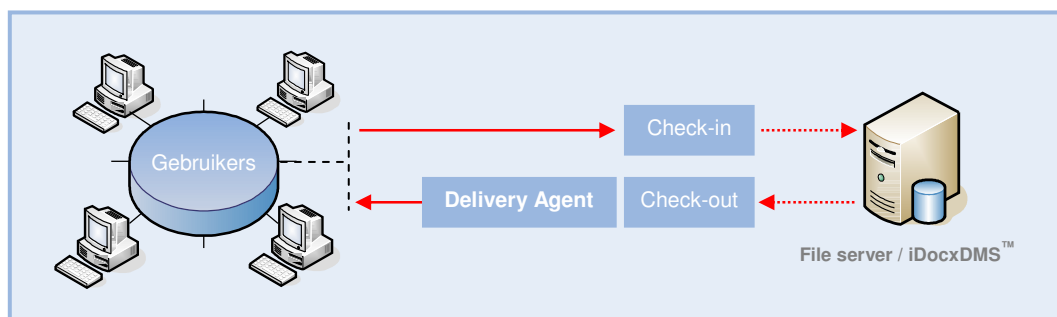 Gebruikers
Check-in
Delivery Agent
Check-out
File server / iDocxDMS™